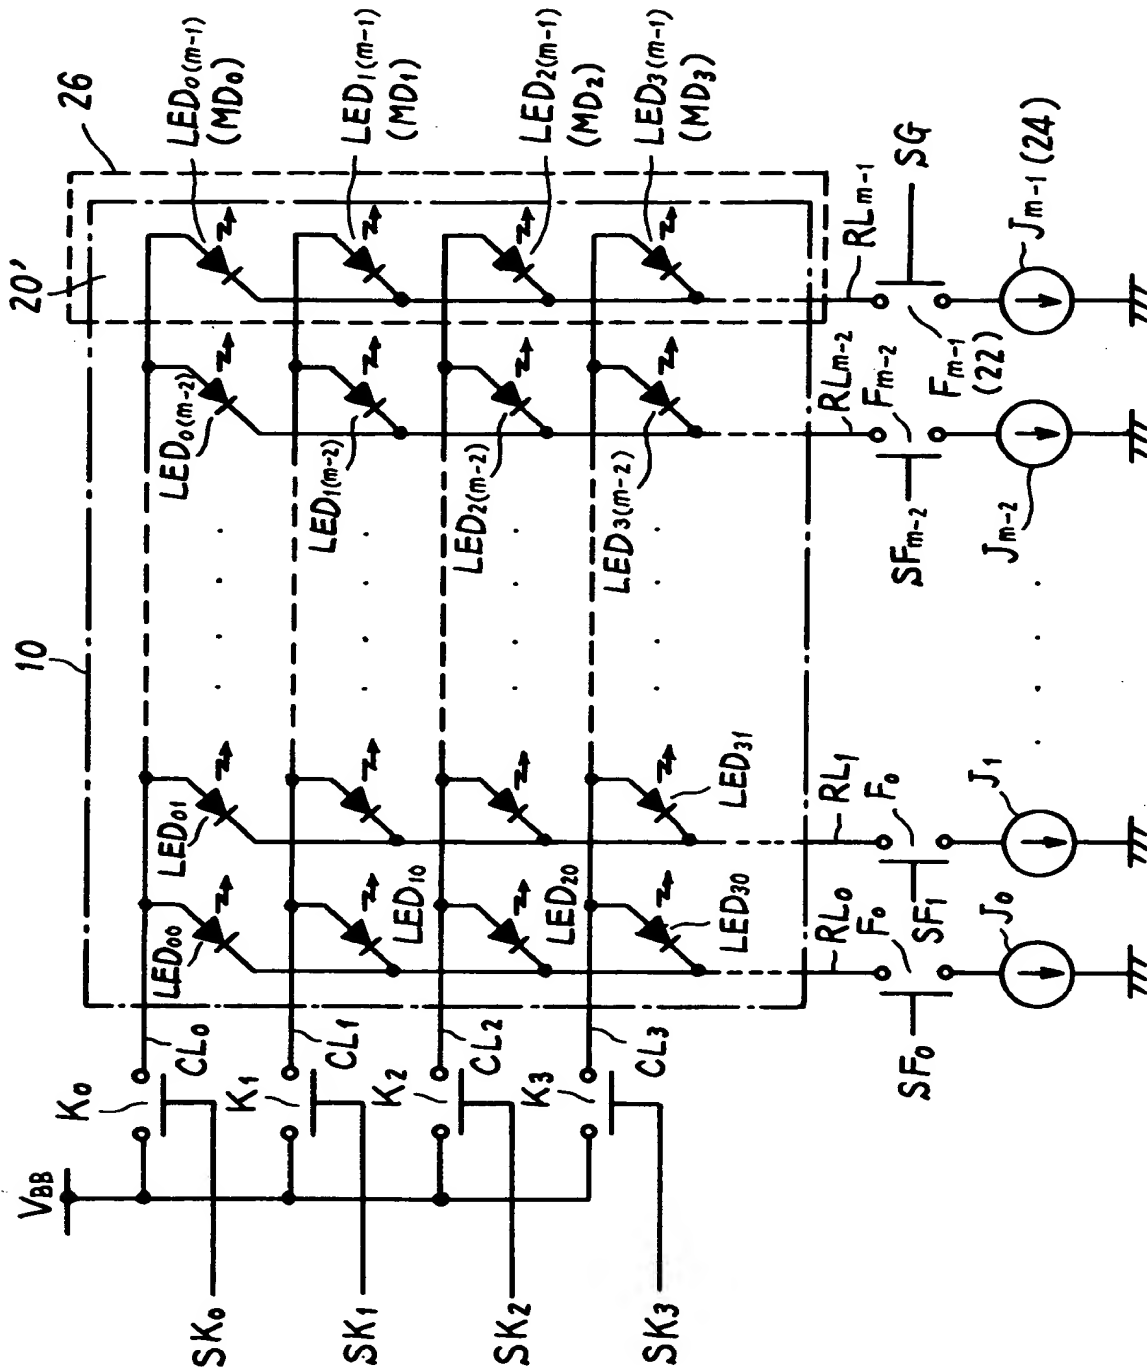 10
20'
26
VBB
K0
CL0
SK0
LED00
LED01
LED0(m-2)
LED0(m-1)
(MD0)
K1
CL1
SK1
LED10
LED1(m-2)
LED1(m-1)
(MD1)
K2
CL2
SK2
LED20
LED2(m-2)
LED2(m-1)
(MD2)
K3
CL3
SK3
LED30
LED31
LED3(m-2)
LED3(m-1)
(MD3)
RL0
RL1
RLm-2
RLm-1
SF0
F0
SF1
F0
SFm-2
Fm-2
Fm-1
(22)
SG
J0
J1
Jm-2
Jm-1 (24)